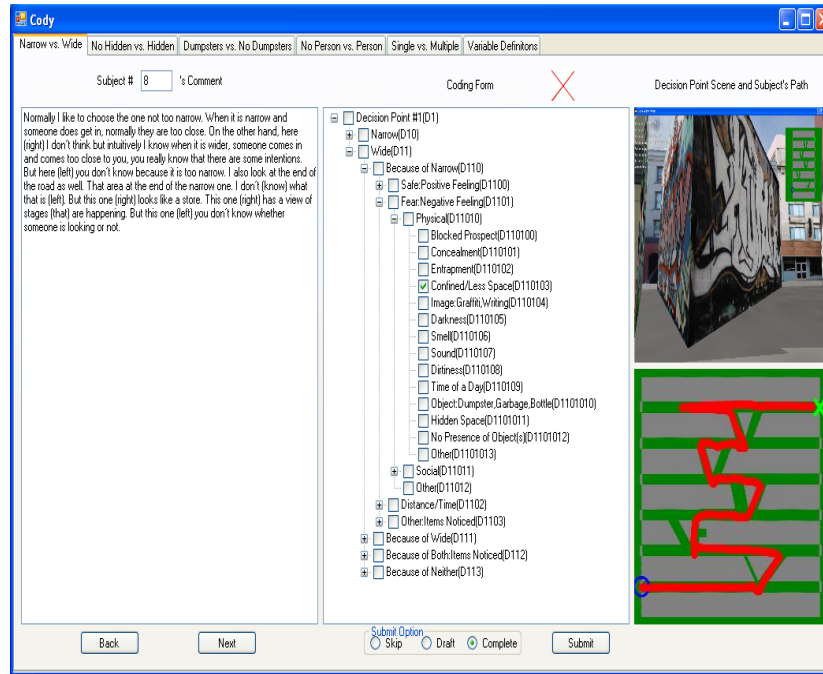 Cody
Narrow vs. Wide
No Hidden vs. Hidden
Dumpsters vs. No Dumpsters
No Person vs. Person
Single vs. Multiple
Variable Definitons
Subject # 8 's Comment
Coding Form
Decision Point Scene and Subject's Path
Normally I like to choose the one not too narrow. When it is narrow and
someone does get in, normally they are too close. On the other hand, here
(right) I don't think but intuitively I know when it is wider, someone comes in
and comes too close to you, you really know that there are some intentions.
But here (left) you don't know because it is too narrow. I also look at the end of
the road as well. That area at the end of the narrow one. I don't (know) what
that is (left). But this one (right) looks like a store. This one (right) has a view of
stages (that) are happening. But this one (left) you don't know whether
someone is looking or not.
Decision Point #1(D1)
Narrow(D10)
Wide(D11)
Because of Narrow(D110)
Safe:Positive Feeling(D1100)
Fear:Negative Feeling(D1101)
Physical(D11010)
Blocked Prospect(D110100)
Concealment(D110101)
Entrapment(D110102)
Confined/Less Space(D110103)
Image:Graffiti,Writing(D110104)
Darkness(D110105)
Smell(D110106)
Sound(D110107)
Dirtiness(D110108)
Time of a Day(D110109)
Object:Dumpster,Garbage,Bottle(D1101010)
Hidden Space(D1101011)
No Presence of Object(s)(D1101012)
Other(D1101013)
Social(D11011)
Other(D11012)
Distance/Time(D1102)
Other:Items Noticed(D1103)
Because of Wide(D111)
Because of Both:Items Noticed(D112)
Because of Neither(D113)
Back
Next
Submit Option
Skip
Draft
Complete
Submit